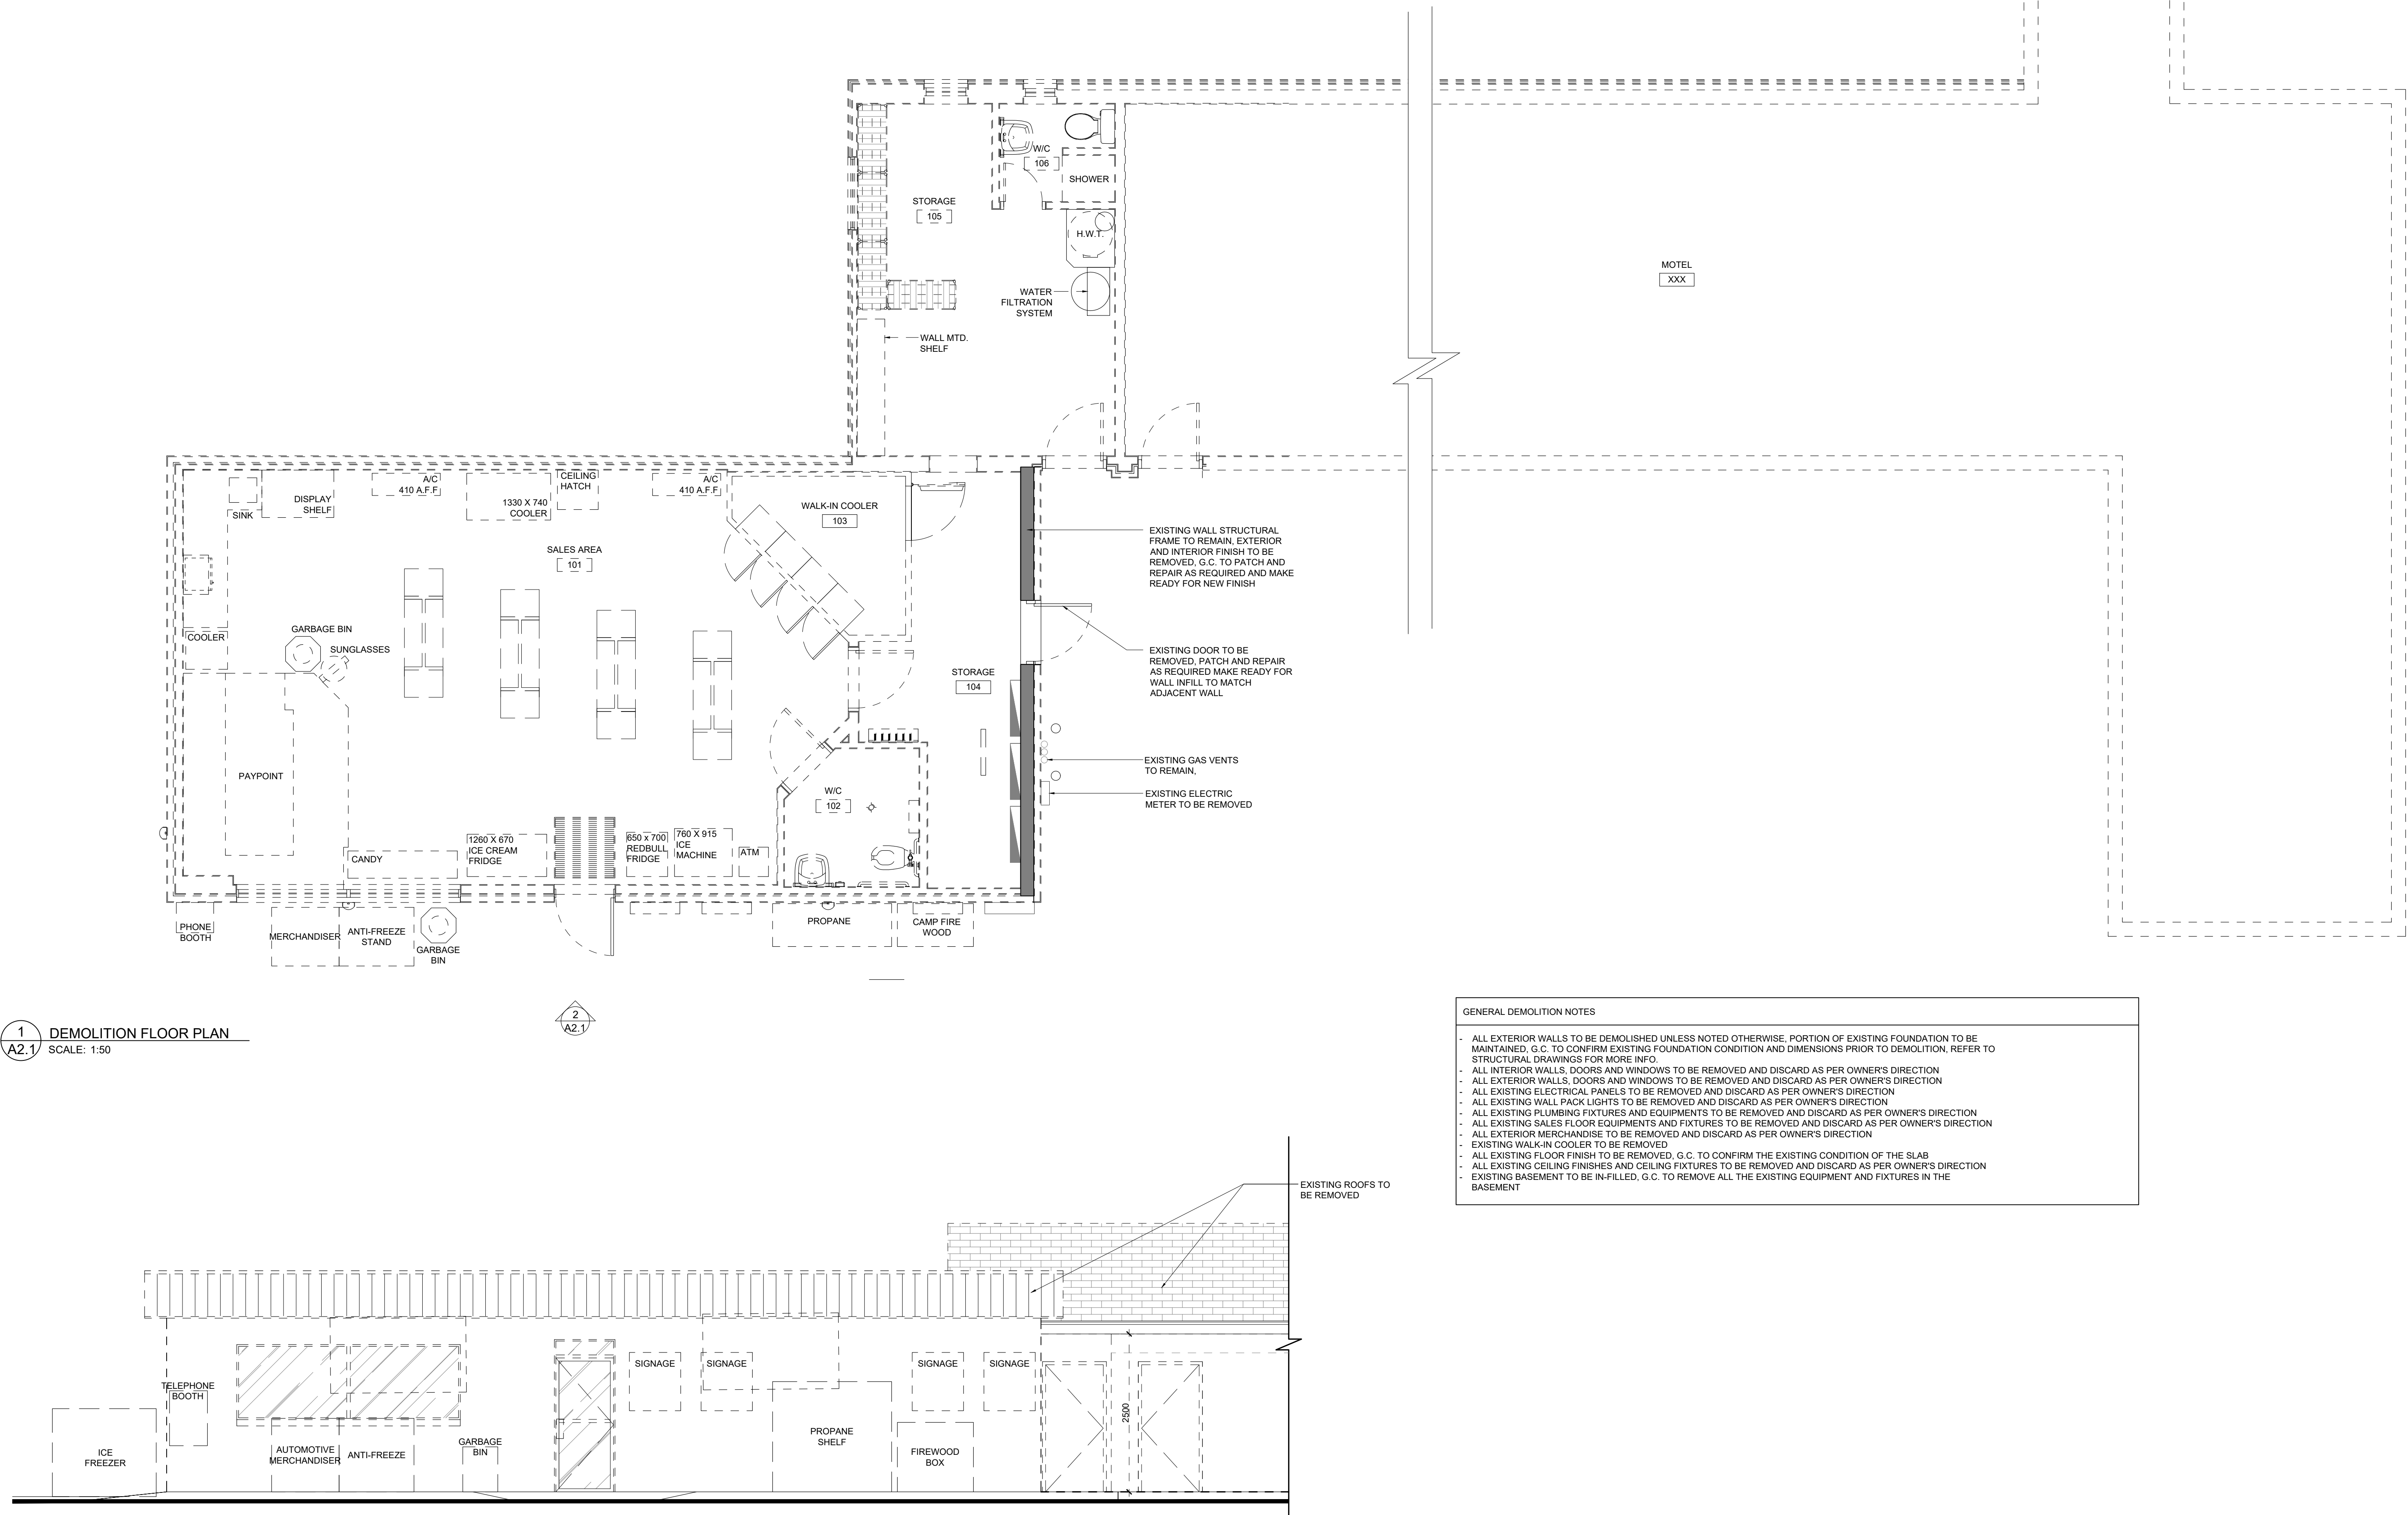 W/C
106
SHOWER
STORAGE
105
H.W.T.
WATER
FILTRATION
SYSTEM
WALL MTD.
SHELF
MOTEL
XXX
SINK
DISPLAY
SHELF
A/C
410 A.F.F
1330 X 740
COOLER
CEILING
HATCH
A/C
410 A.F.F
WALK-IN COOLER
103
SALES AREA
101
EXISTING WALL STRUCTURAL
FRAME TO REMAIN, EXTERIOR
AND INTERIOR FINISH TO BE
REMOVED, G.C. TO PATCH AND
REPAIR AS REQUIRED AND MAKE
READY FOR NEW FINISH
COOLER
GARBAGE BIN
SUNGLASSES
STORAGE
104
EXISTING DOOR TO BE
REMOVED, PATCH AND REPAIR
AS REQUIRED MAKE READY FOR
WALL INFILL TO MATCH
ADJACENT WALL
PAYPOINT
W/C
102
EXISTING GAS VENTS
TO REMAIN,
EXISTING ELECTRIC
METER TO BE REMOVED
CANDY
1260 X 670
ICE CREAM
FRIDGE
650 x 700
REDBULL
FRIDGE
760 X 915
ICE
MACHINE
ATM
PHONE
BOOTH
MERCHANDISER
ANTI-FREEZE
STAND
GARBAGE
BIN
PROPANE
CAMP FIRE
WOOD
2
A2.1
1
A2.1
DEMOLITION FLOOR PLAN
SCALE: 1:50
GENERAL DEMOLITION NOTES
- ALL EXTERIOR WALLS TO BE DEMOLISHED UNLESS NOTED OTHERWISE, PORTION OF EXISTING FOUNDATION TO BE
MAINTAINED, G.C. TO CONFIRM EXISTING FOUNDATION CONDITION AND DIMENSIONS PRIOR TO DEMOLITION, REFER TO
STRUCTURAL DRAWINGS FOR MORE INFO.
- ALL INTERIOR WALLS, DOORS AND WINDOWS TO BE REMOVED AND DISCARD AS PER OWNER'S DIRECTION
- ALL EXTERIOR WALLS, DOORS AND WINDOWS TO BE REMOVED AND DISCARD AS PER OWNER'S DIRECTION
- ALL EXISTING ELECTRICAL PANELS TO BE REMOVED AND DISCARD AS PER OWNER'S DIRECTION
- ALL EXISTING WALL PACK LIGHTS TO BE REMOVED AND DISCARD AS PER OWNER'S DIRECTION
- ALL EXISTING PLUMBING FIXTURES AND EQUIPMENTS TO BE REMOVED AND DISCARD AS PER OWNER'S DIRECTION
- ALL EXISTING SALES FLOOR EQUIPMENTS AND FIXTURES TO BE REMOVED AND DISCARD AS PER OWNER'S DIRECTION
- ALL EXTERIOR MERCHANDISE TO BE REMOVED AND DISCARD AS PER OWNER'S DIRECTION
- EXISTING WALK-IN COOLER TO BE REMOVED
- ALL EXISTING FLOOR FINISH TO BE REMOVED, G.C. TO CONFIRM THE EXISTING CONDITION OF THE SLAB
- ALL EXISTING CEILING FINISHES AND CEILING FIXTURES TO BE REMOVED AND DISCARD AS PER OWNER'S DIRECTION
- EXISTING BASEMENT TO BE IN-FILLED, G.C. TO REMOVE ALL THE EXISTING EQUIPMENT AND FIXTURES IN THE
BASEMENT
EXISTING ROOFS TO
BE REMOVED
TELEPHONE
BOOTH
SIGNAGE
SIGNAGE
SIGNAGE
SIGNAGE
2500
ICE
FREEZER
AUTOMOTIVE
MERCHANDISER
ANTI-FREEZE
GARBAGE
BIN
PROPANE
SHELF
FIREWOOD
BOX